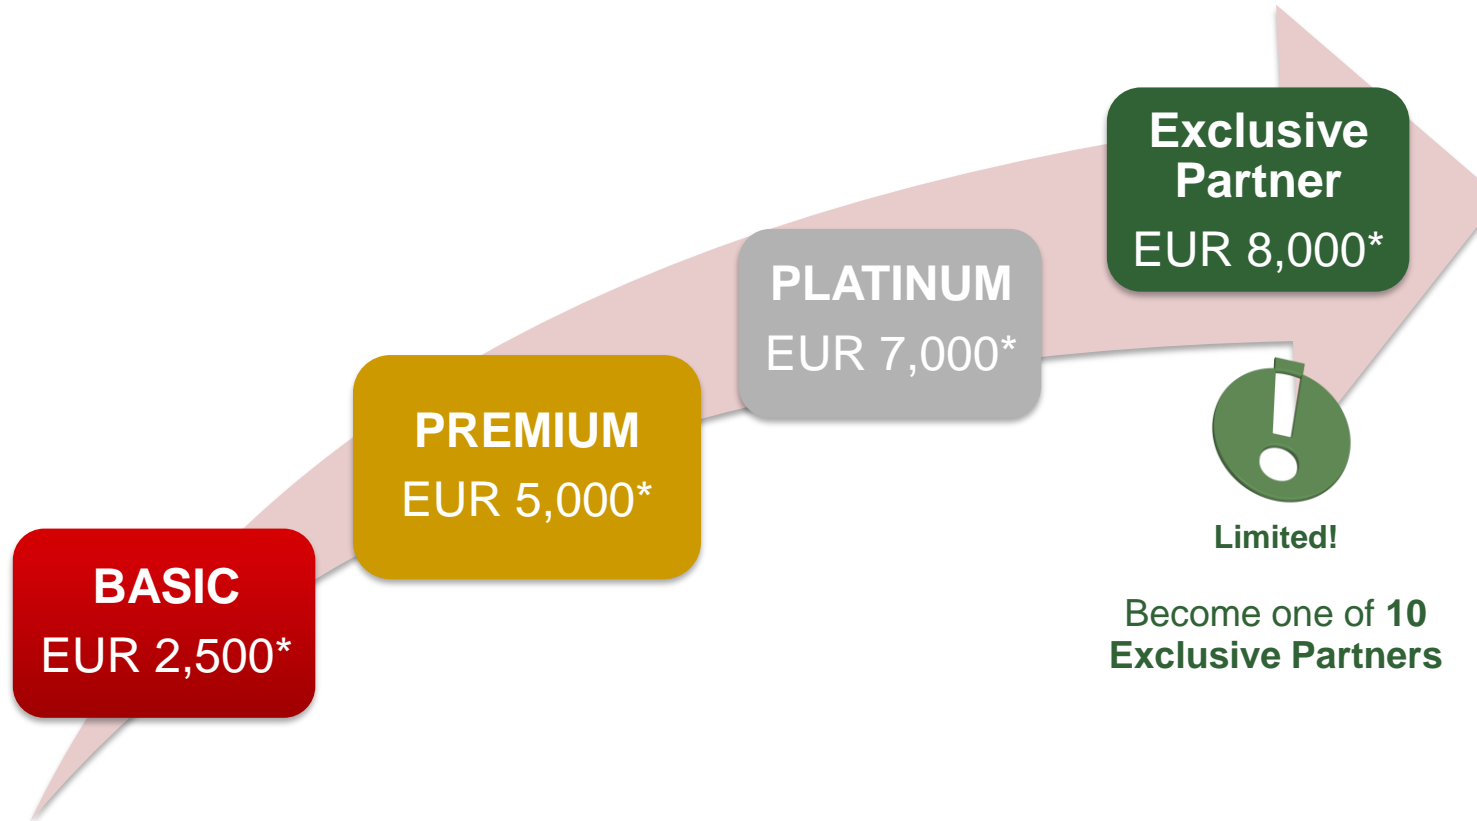 Exclusive
Partner
EUR 8,000*
PLATINUM
EUR 7,000*
PREMIUM
EUR 5,000*
BASIC
EUR 2,500*
Limited!
Become one of 10
Exclusive Partners